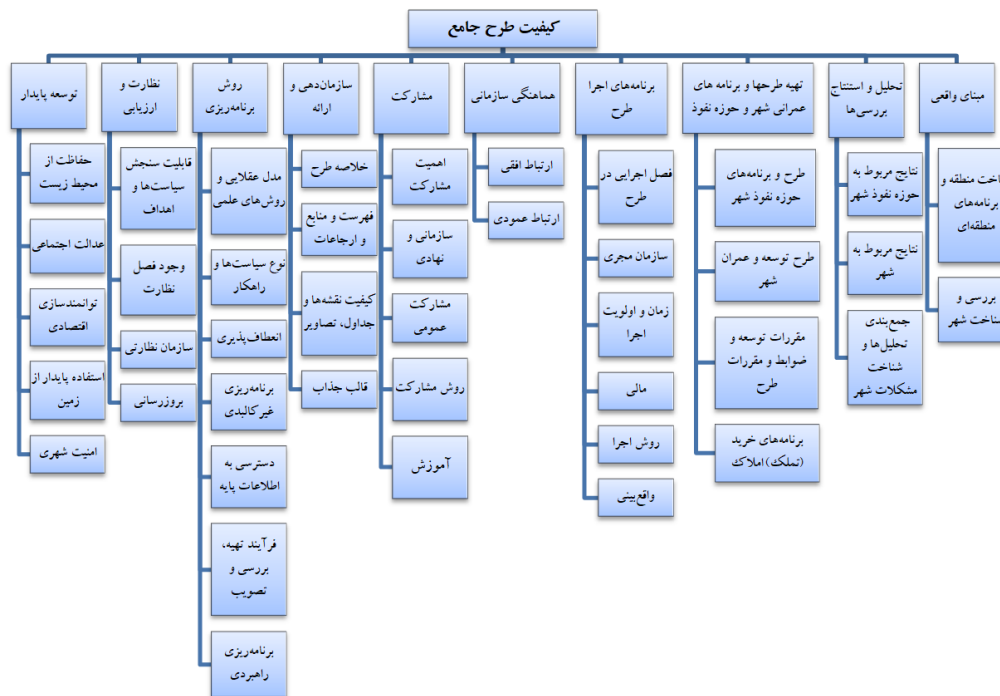 کیفیت طرح جامع
مبنای واقعی
شناخت منطقه و
برنامه‌های
منطقه‌ای
بررسی و
شناخت شهر
تحلیل و استنتاج
بررسی‌ها
نتایج مربوط به
حوزه نفوذ شهر
نتایج مربوط به
شهر
جمع‌بندی
تحلیل‌ها و
شناخت
مشکلات شهر
تهیه طرحها و برنامه های
عمرانی شهر و حوزه نفوذ
طرح و برنامه‌های
حوزه نفوذ شهر
طرح توسعه و عمران
شهر
مقررات توسعه و
ضوابط و مقررات
طرح
برنامه‌های خرید
(تملک) املاک
برنامه‌های اجرا
طرح
فصل اجرایی در
طرح
سازمان مجری
زمان و اولویت
اجرا
مالی
روش اجرا
واقع‌بینی
هماهنگی سازمانی
ارتباط افقی
ارتباط عمودی
مشارکت
اهمیت
مشارکت
سازمانی و
نهادی
مشارکت
عمومی
روش مشارکت
آموزش
سازمان‌دهی و
ارائه
خلاصه طرح
فهرست و منابع
و ارجاعات
کیفیت نقشه‌ها و
جداول، تصاویر
قالب جذاب
روش
برنامه‌ریزی
مدل عقلایی و
روش‌های علمی
نوع سیاست‌ها و
راهکار
انعطاف‌پذیری
برنامه‌ریزی
غیرکالبدی
دسترسی به
اطلاعات پایه
فرآیند تهیه،
بررسی و
تصویب
برنامه‌ریزی
راهبردی
نظارت و
ارزیابی
قابلیت سنجش
سیاست‌ها و
اهداف
وجود فصل
نظارت
سازمان نظارتی
بروزرسانی
توسعه پایدار
حفاظت از
محیط زیست
عدالت اجتماعی
توانمندسازی
اقتصادی
استفاده پایدار از
زمین
امنیت شهری